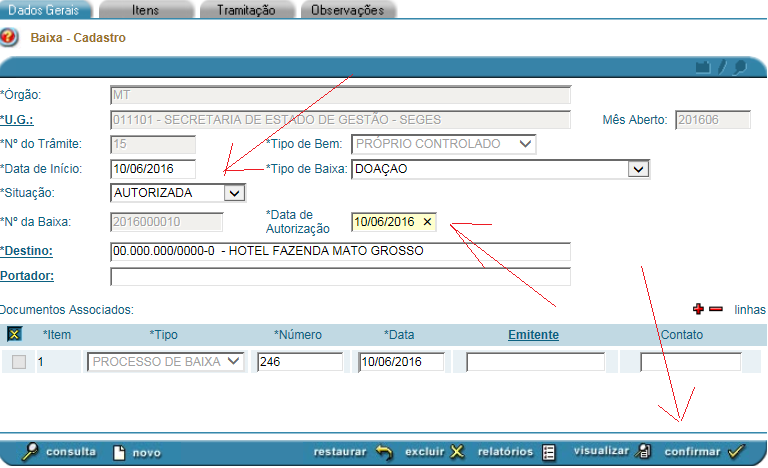 Dados Gerais Itens Tramitação Observações
Baixa - Cadastro
*Órgão: MT
*U.G.: 011101 - SECRETARIA DE ESTADO DE GESTÃO - SEGES Mês Aberto: 201606
*Nº do Trâmite: 15 *Tipo de Bem: PRÓPRIO CONTROLADO
*Data de Início: 10/06/2016 *Tipo de Baixa: DOAÇAO
*Situação: AUTORIZADA
*Nº da Baixa: 2016000010 *Data de Autorização 10/06/2016 ×
*Destino: 00.000.000/0000-0 - HOTEL FAZENDA MATO GROSSO
Portador:
Documentos Associados: linhas
*Item *Tipo *Número *Data Emitente Contato
1 PROCESSO DE BAIXA 246 10/06/2016
consulta novo restaurar excluir relatórios visualizar confirmar